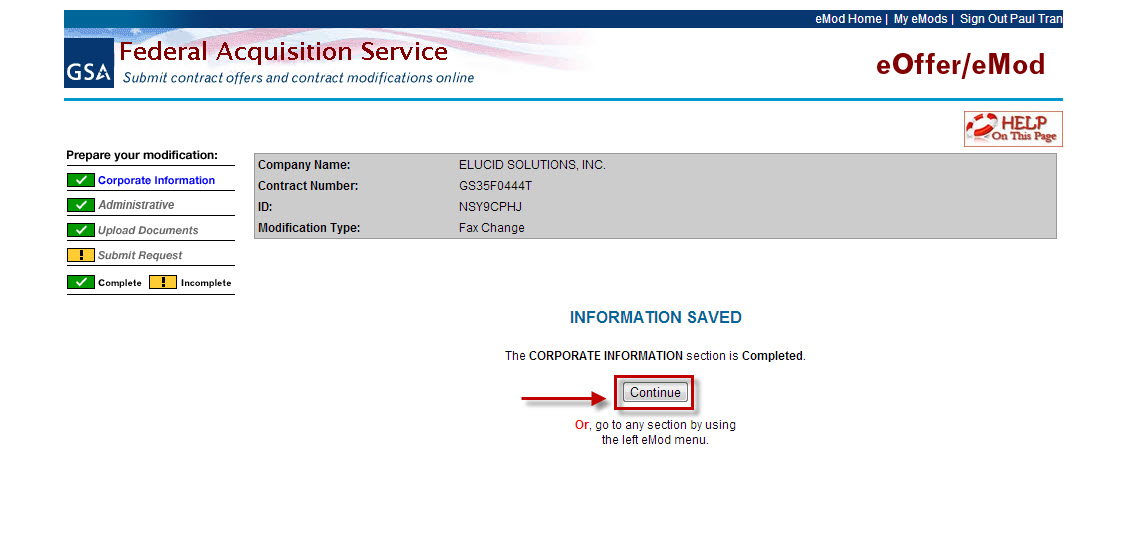 eMod Home | My eMods | Sign Out Paul Tran
GSA
Federal Acquisition Service
Submit contract offers and contract modifications online
eOffer/eMod
HELP
On This Page
Prepare your modification:
Corporate Information
Administrative
Upload Documents
! Submit Request
Complete ! Incomplete
Company Name: ELUCID SOLUTIONS, INC.
Contract Number: GS35F0444T
ID: NSY9CPHJ
Modification Type: Fax Change
INFORMATION SAVED
The CORPORATE INFORMATION section is Completed.
Continue
Or, go to any section by using
the left eMod menu.